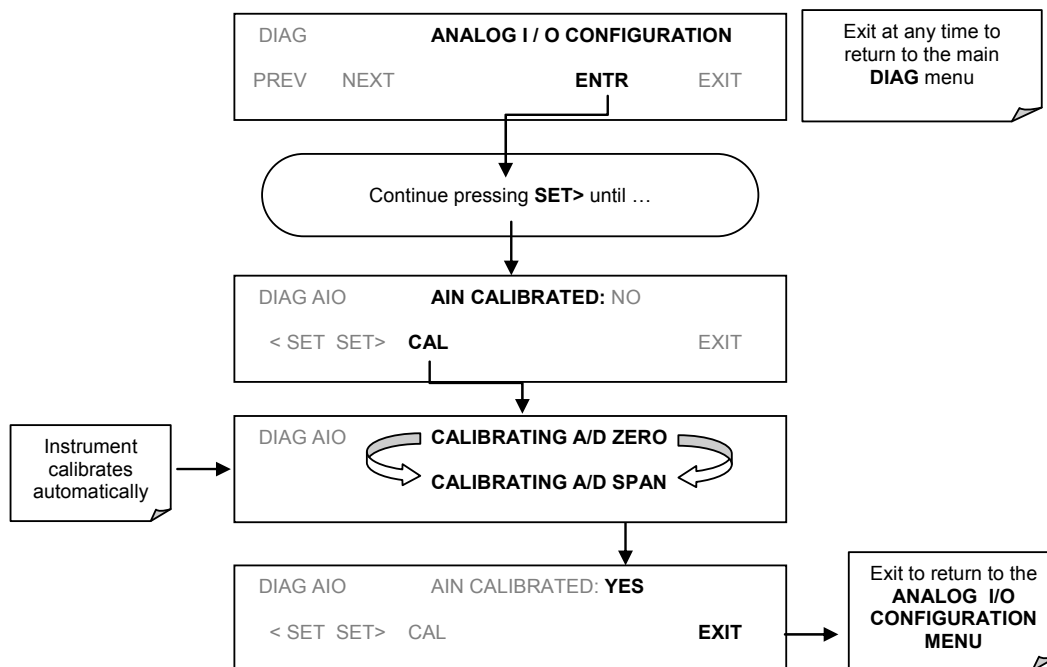 DIAG ANALOG I / O CONFIGURATION
PREV NEXT ENTR EXIT
Exit at any time to
return to the main
DIAG menu
Continue pressing SET> until …
DIAG AIO AIN CALIBRATED: NO
< SET SET> CAL EXIT
Instrument
calibrates
automatically
DIAG AIO CALIBRATING A/D ZERO
CALIBRATING A/D SPAN
DIAG AIO AIN CALIBRATED: YES
< SET SET> CAL EXIT
Exit to return to the
ANALOG I/O
CONFIGURATION
MENU